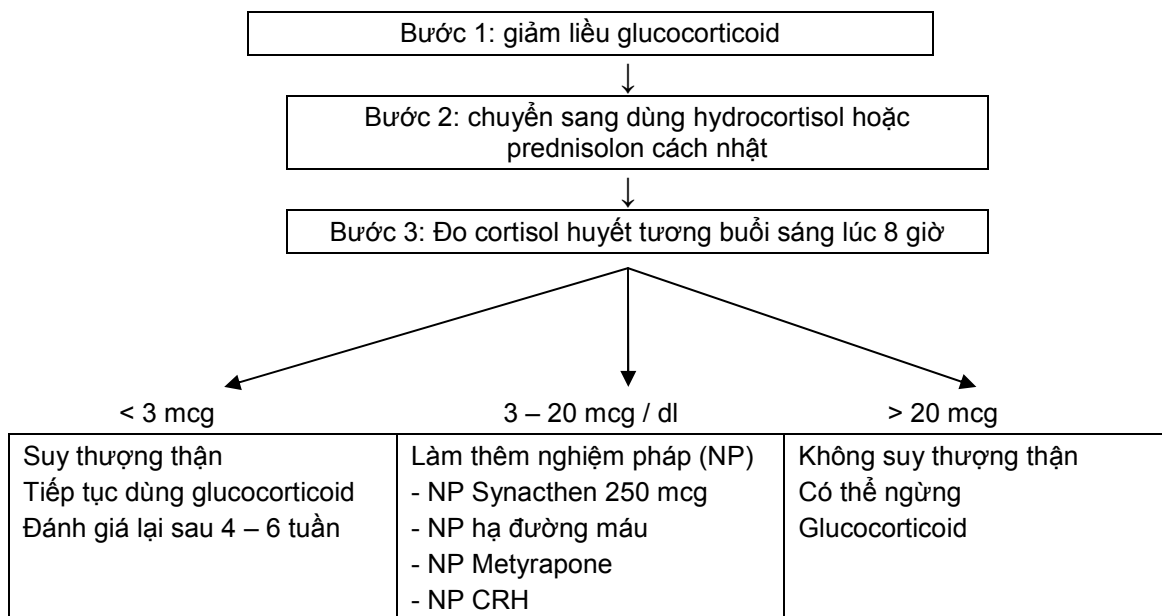 Bước 1: giảm liều glucocorticoid
↓
Bước 2: chuyển sang dùng hydrocortisol hoặc
prednisolon cách nhật
↓
Bước 3: Đo cortisol huyết tương buổi sáng lúc 8 giờ
< 3 mcg
3 – 20 mcg / dl
> 20 mcg
Suy thượng thận
Tiếp tục dùng glucocorticoid
Đánh giá lại sau 4 – 6 tuần
Làm thêm nghiệm pháp (NP)
- NP Synacthen 250 mcg
- NP hạ đường máu
- NP Metyrapone
- NP CRH
Không suy thượng thận
Có thể ngừng
Glucocorticoid